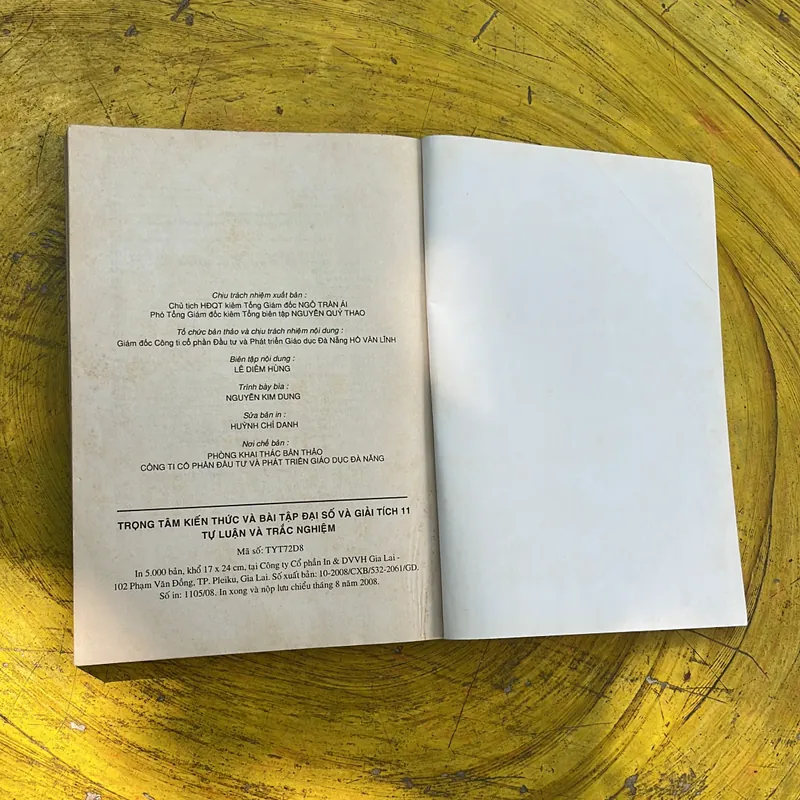 Chịu trách nhiệm xuất bản :
Chủ tịch HĐQT kiêm Tổng Giám đốc NGÔ TRẦN ÁI
Phó Tổng Giám đốc kiêm Tổng biên tập NGUYỄN QUÝ THAO
Tổ chức bản thảo và chịu trách nhiệm nội dung :
Giám đốc Công ti cổ phần Đầu tư và Phát triển Giáo dục Đà Nẵng HỒ VĂN LĨNH
Biên tập nội dung :
LÊ DIÊM HÙNG
Trình bày bìa :
NGUYỄN KIM DUNG
Sửa bản in :
HUỲNH CHÍ DANH
Nơi chế bản :
PHÒNG KHAI THÁC BẢN THẢO
CÔNG TI CỔ PHẦN ĐẦU TƯ VÀ PHÁT TRIỂN GIÁO DỤC ĐÀ NẴNG
TRỌNG TÂM KIẾN THỨC VÀ BÀI TẬP ĐẠI SỐ VÀ GIẢI TÍCH 11
TỰ LUẬN VÀ TRẮC NGHIỆM
Mã số: TYT72D8
In 5.000 bản, khổ 17 x 24 cm, tại Công ty Cổ phần In & DVVH Gia Lai -
102 Phạm Văn Đồng, TP. Pleiku, Gia Lai. Số xuất bản: 10-2008/CXB/532-2061/GD.
Số in: 1105/08. In xong và nộp lưu chiểu tháng 8 năm 2008.